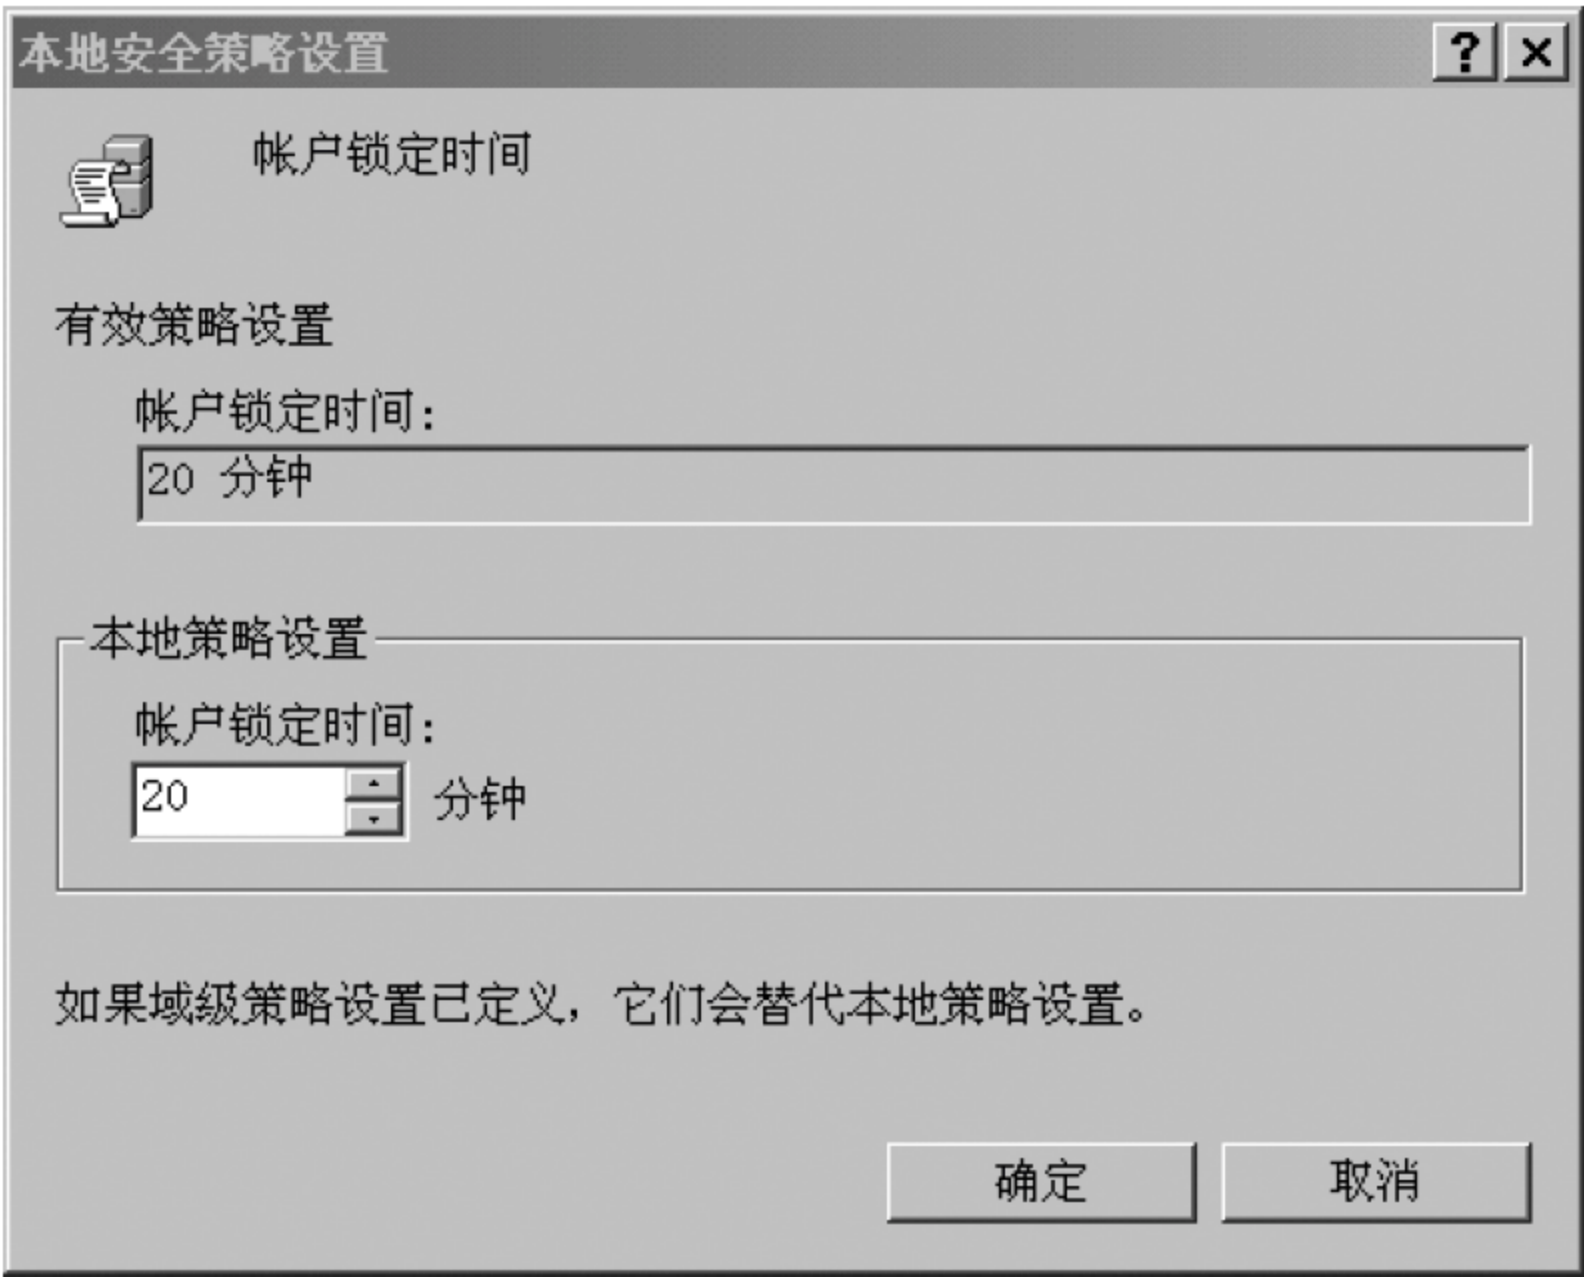 本地安全策略设置
帐户锁定时间
有效策略设置
帐户锁定时间:
20 分钟
本地策略设置
帐户锁定时间:
20 分钟
如果域级策略设置已定义，它们会替代本地策略设置。
确定 取消